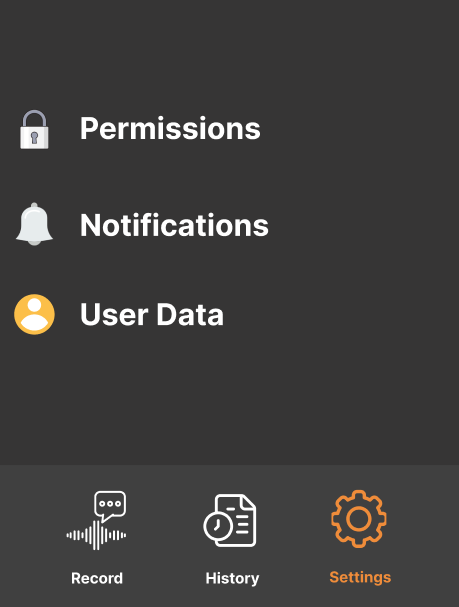 Permissions
Notifications
User Data
Record
History
Settings